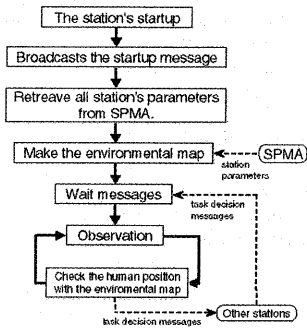 The station's startup
Broadcasts the startup message
Retreave all station's parameters
from SPMA.
Make the environmental map
SPMA
station
parameters
Wait messages
task decision
messages
Observation
Check the human position
with the enviromental map
Other stations
task decision messages